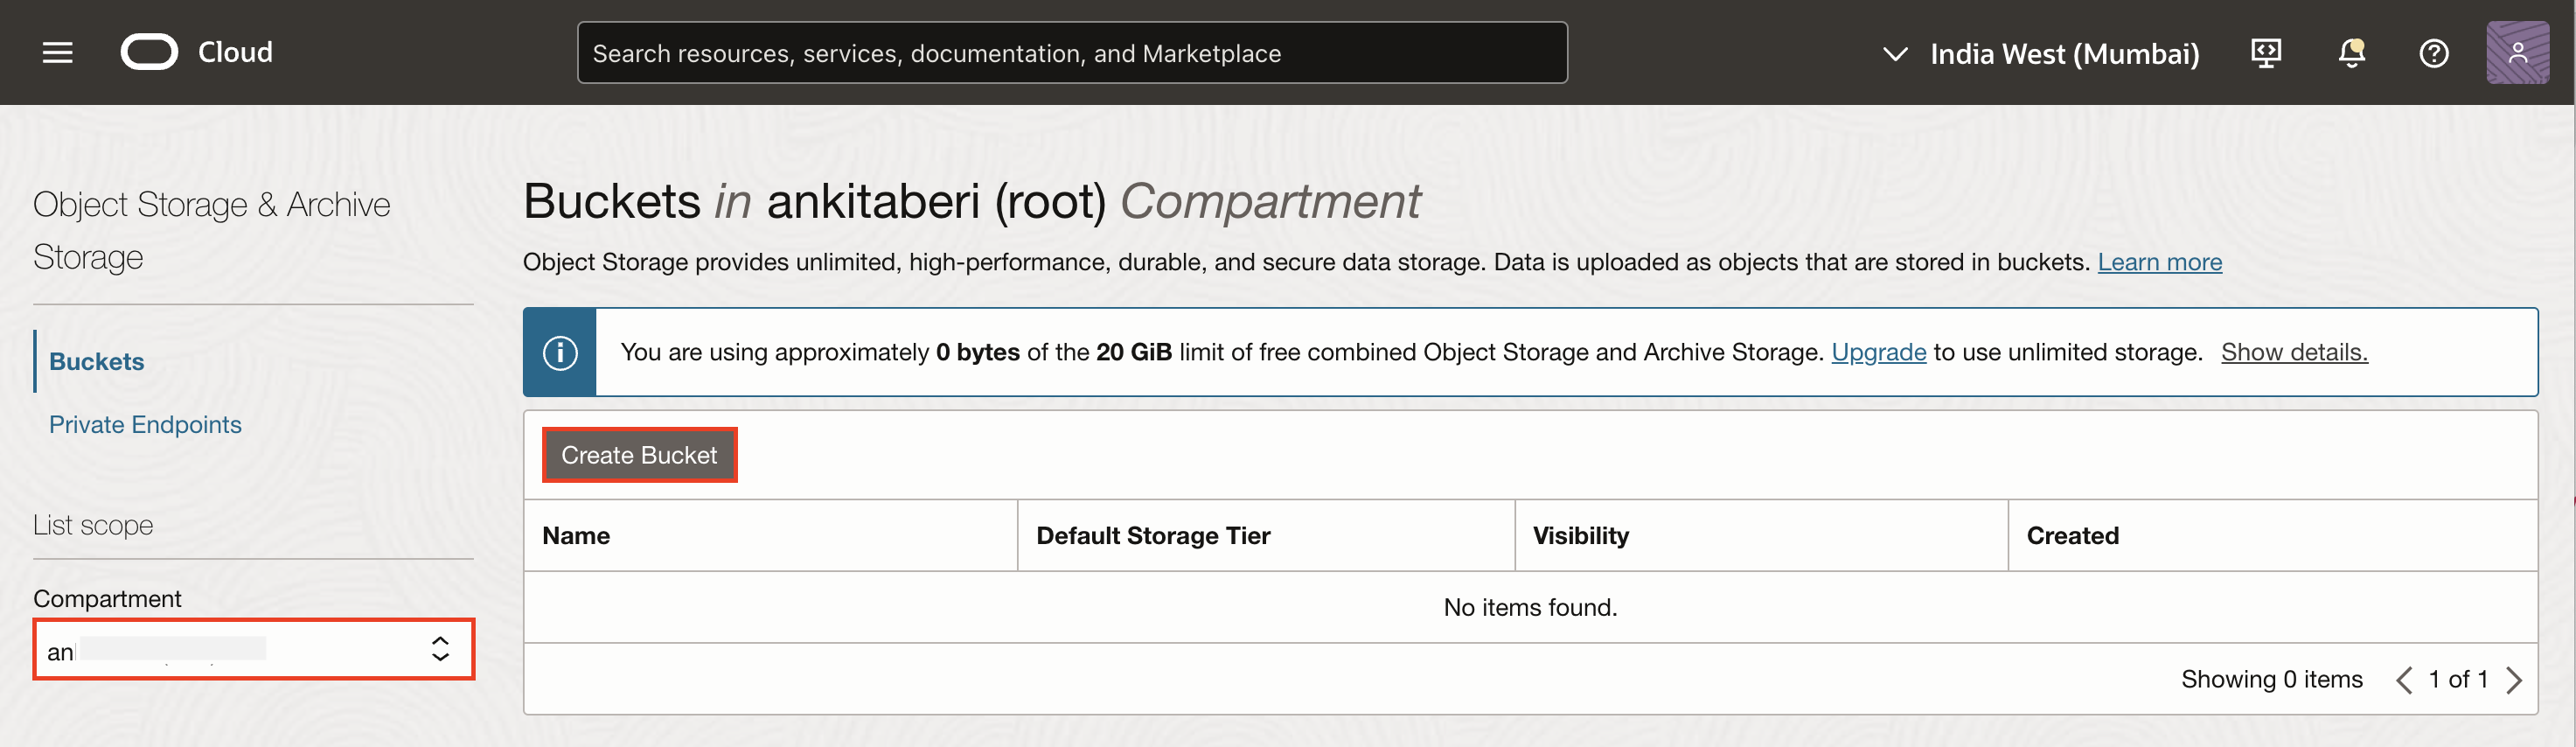 Cloud
Search resources, services, documentation, and Marketplace
India West (Mumbai)
Object Storage & Archive
Storage
Buckets
Private Endpoints
List scope
Compartment
an
Buckets in ankitaberi (root) Compartment
Object Storage provides unlimited, high-performance, durable, and secure data storage. Data is uploaded as objects that are stored in buckets. Learn more
You are using approximately 0 bytes of the 20 GiB limit of free combined Object Storage and Archive Storage. Upgrade to use unlimited storage. Show details.
Create Bucket
Name Default Storage Tier Visibility Created
No items found.
Showing 0 items 1 of 1